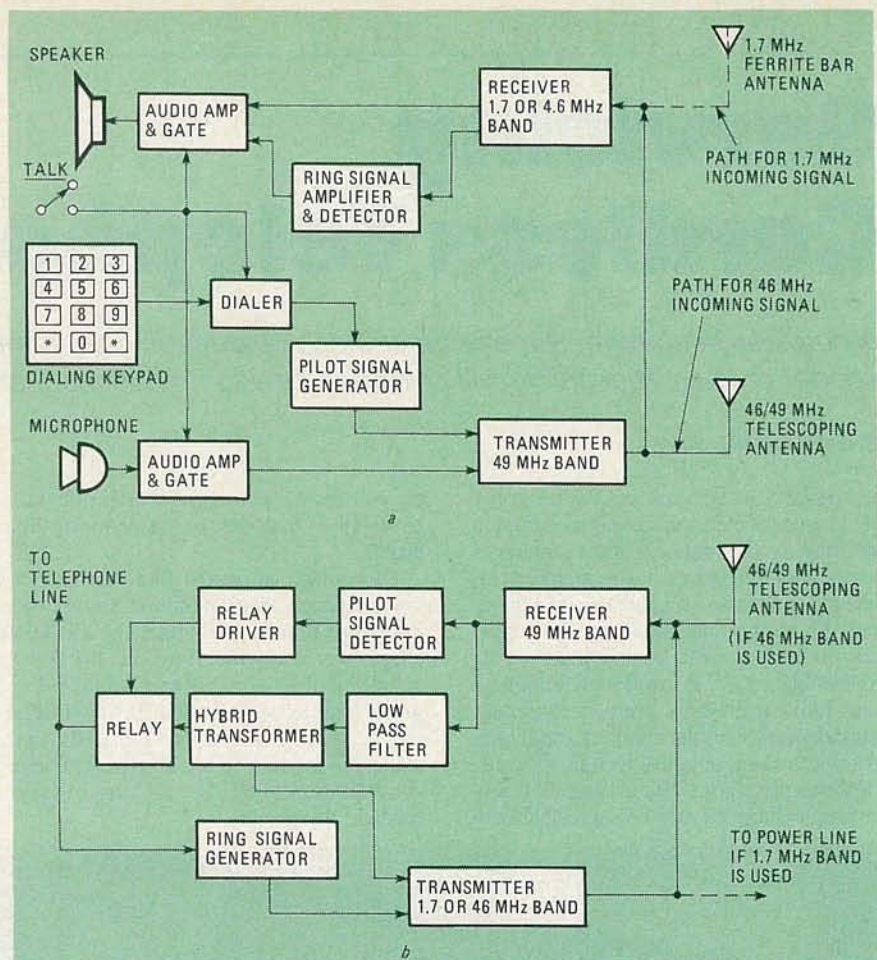 SPEAKER
AUDIO AMP
& GATE
RECEIVER
1.7 OR 4.6 MHz
BAND
1.7 MHz
FERRITE BAR
ANTENNA
PATH FOR 1.7 MHz
INCOMING SIGNAL
TALK
RING SIGNAL
AMPLIFIER
& DETECTOR
1 2 3
4 5 6
7 8 9
* 0 *
DIALING KEYPAD
DIALER
PILOT SIGNAL
GENERATOR
PATH FOR 46 MHz
INCOMING SIGNAL
MICROPHONE
AUDIO AMP
& GATE
TRANSMITTER
49 MHz BAND
46/49 MHz
TELESCOPING
ANTENNA
a
TO
TELEPHONE
LINE
RELAY
DRIVER
PILOT
SIGNAL
DETECTOR
RECEIVER
49 MHz BAND
46/49 MHz
TELESCOPING
ANTENNA
(IF 46 MHz BAND
IS USED)
RELAY
HYBRID
TRANSFORMER
LOW
PASS
FILTER
RING SIGNAL
GENERATOR
TRANSMITTER
1.7 OR 46 MHz BAND
TO POWER LINE
IF 1.7 MHz BAND
IS USED
b